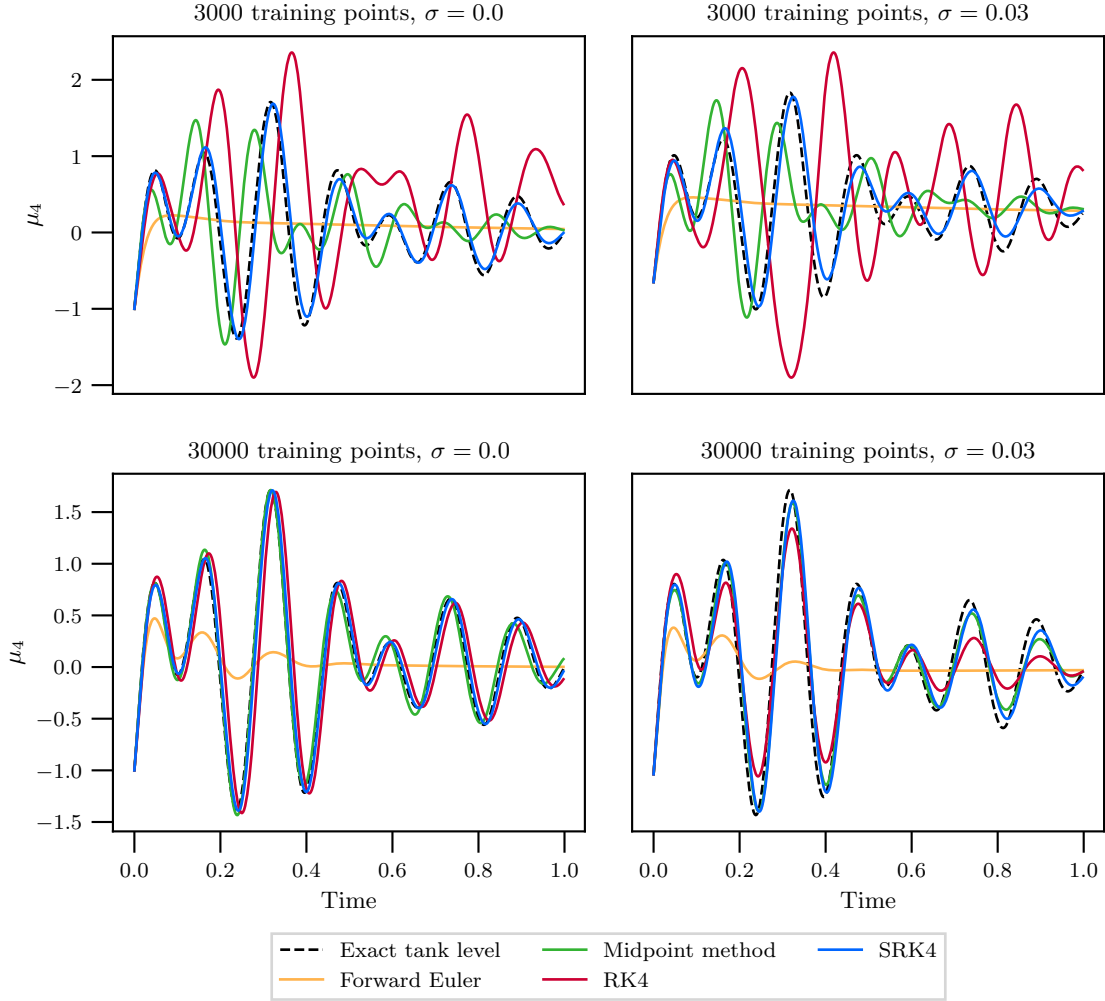 3000 training points, σ = 0.0
3000 training points, σ = 0.03
μ₄
2
1
0
−1
−2
30000 training points, σ = 0.0
30000 training points, σ = 0.03
μ₄
1.5
1.0
0.5
0.0
−0.5
−1.0
−1.5
0.0 0.2 0.4 0.6 0.8 1.0
0.0 0.2 0.4 0.6 0.8 1.0
Time
Time
Exact tank level
Forward Euler
Midpoint method
RK4
SRK4